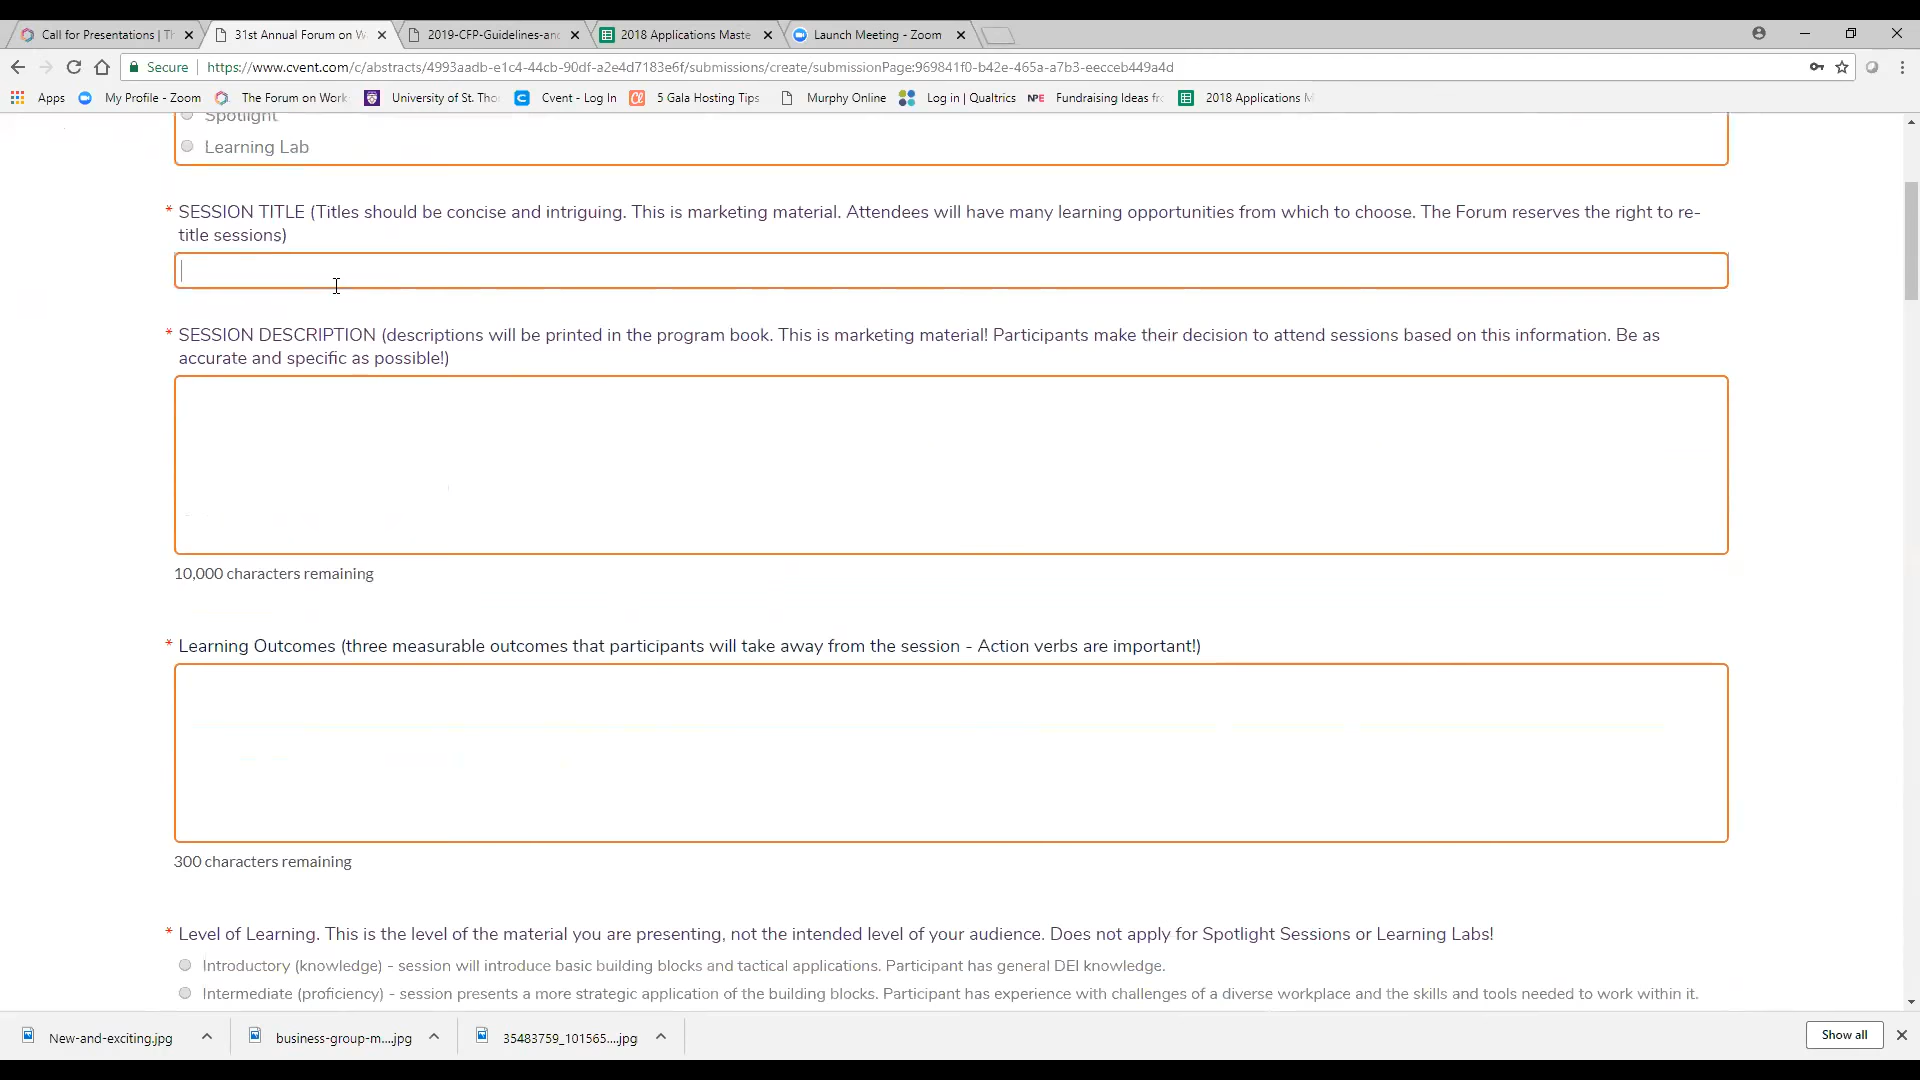 Call for Presentations | Th
31st Annual Forum on W
2019-CFP-Guidelines-and
2018 Applications Maste
Launch Meeting - Zoom
Secure
https://www.cvent.com/c/abstracts/4993aadb-e1c4-44cb-90df-a2e4d7183e6f/submissions/create/submissionPage:969841f0-b42e-465a-a7b3-eecceb449a4d
Apps
My Profile - Zoom
The Forum on Work
University of St. Tho
Cvent - Log In
5 Gala Hosting Tips
Murphy Online
Log in | Qualtrics
Fundraising Ideas fr
2018 Applications M
Spotlight
Learning Lab
* SESSION TITLE (Titles should be concise and intriguing. This is marketing material. Attendees will have many learning opportunities from which to choose. The Forum reserves the right to re-
title sessions)
* SESSION DESCRIPTION (descriptions will be printed in the program book. This is marketing material! Participants make their decision to attend sessions based on this information. Be as
accurate and specific as possible!)
10,000 characters remaining
* Learning Outcomes (three measurable outcomes that participants will take away from the session - Action verbs are important!)
300 characters remaining
* Level of Learning. This is the level of the material you are presenting, not the intended level of your audience. Does not apply for Spotlight Sessions or Learning Labs!
Introductory (knowledge) - session will introduce basic building blocks and tactical applications. Participant has general DEI knowledge.
Intermediate (proficiency) - session presents a more strategic application of the building blocks. Participant has experience with challenges of a diverse workplace and the skills and tools needed to work within it.
New-and-exciting.jpg
business-group-m....jpg
35483759_101565....jpg
Show all